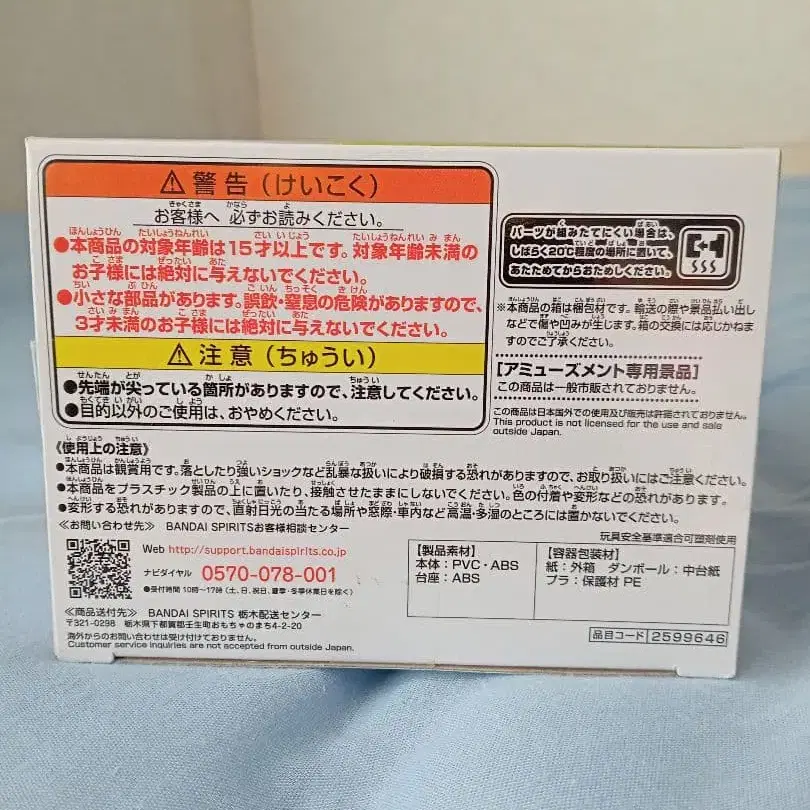 ⚠警告（けいこく）
お客様へ 必ずお読みください。
●本商品の対象年齢は15才以上です。対象年齢未満の
お子様には絶対に与えないでください。
●小さな部品があります。誤飲・窒息の危険がありますので、
3才未満のお子様には絶対に与えないでください。
⚠注意（ちゅうい）
●先端が尖っている箇所がありますので、注意してください。
●目的以外のご使用は、おやめください。
パーツが組みたてにくい場合は、
しばらく20℃程度の場所に置いて、
あたためてからおためしください。
※本商品の箱は梱包材です。輸送の際や景品払い出し
などで傷や凹みが生じます。箱の交換には応じかねま
すのでご了承ください。
【アミューズメント専用景品】
この商品は一般市販されておりません。
この商品は日本国外での使用及び販売は許諾されておりません。
This product is not licensed for the use and sale
outside Japan.
《使用上の注意》
●本商品は観賞用です。落としたり強いショックなど乱暴な扱いにより破損する恐れがありますので、お取り扱いにはご注意ください。
●本商品をプラスチック製品の上に置いたり、接触させたままにしないでください。色の付着や変形などの恐れがあります。
●変形する恐れがありますので、直射日光の当たる場所や窓際・車内など高温・多湿のところには置かないでください。
≪お問い合わせ先≫ BANDAI SPIRITSお客様相談センター
Web http://support.bandaispirits.co.jp
ナビダイヤル 0570-078-001
●受付時間 10時〜17時（土、日、祝日、夏季・冬季休業日を除く）
≪商品送付先≫ BANDAI SPIRITS 栃木配送センター
〒321-0298 栃木県下都賀郡壬生町おもちゃのまち4-2-20
海外からのお問い合わせは受け付けておりません。
Customer service inquiries are not accepted from outside Japan.
玩具安全基準適合可塑剤使用
【製品素材】
本体：PVC・ABS
台座：ABS
【容器包装材】
紙：外箱 ダンボール：中台紙
プラ：保護材 PE
品目コード 2599646